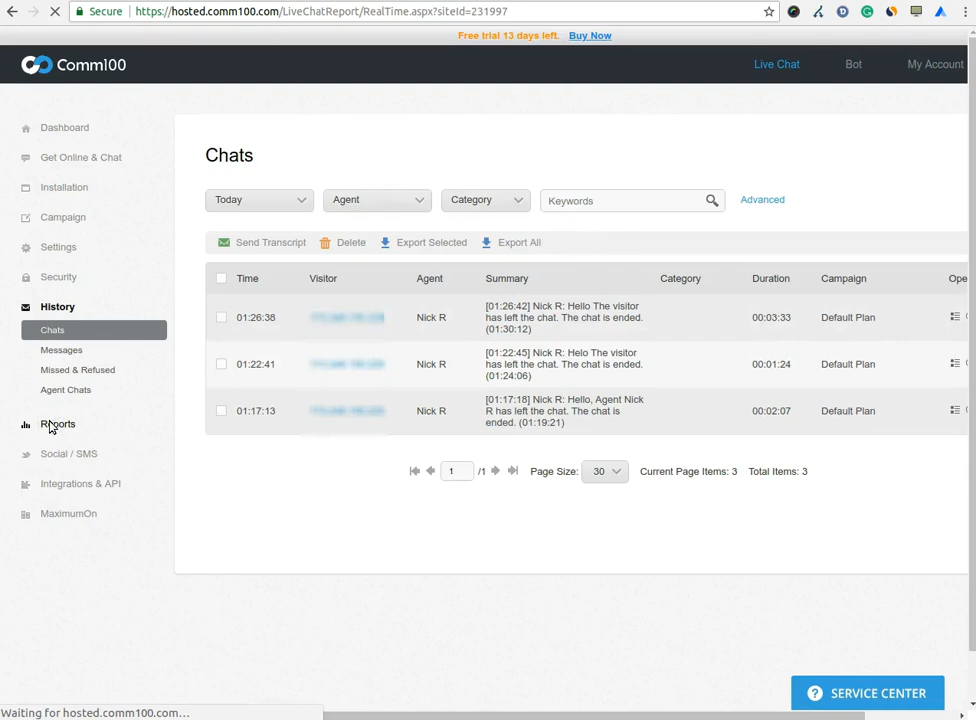 Secure https://hosted.comm100.com/LiveChatReport/RealTime.aspx?siteId=231997
Free trial 13 days left. Buy Now
Comm100 Live Chat Bot My Account
Dashboard
Get Online & Chat
Installation
Campaign
Settings
Security
History
Chats
Messages
Missed & Refused
Agent Chats
Reports
Social / SMS
Integrations & API
MaximumOn
Chats
Today Agent Category Keywords Advanced
Send Transcript Delete Export Selected Export All
Time Visitor Agent Summary Category Duration Campaign Ope
01:26:38 Nick R [01:26:42] Nick R: Hello The visitor
has left the chat. The chat is ended.
(01:30:12) 00:03:33 Default Plan
01:22:41 Nick R [01:22:45] Nick R: Helo The visitor
has left the chat. The chat is ended.
(01:24:06) 00:01:24 Default Plan
01:17:13 Nick R [01:17:18] Nick R: Hello, Agent Nick
R has left the chat. The chat is
ended. (01:19:21) 00:02:07 Default Plan
1 /1 Page Size: 30 Current Page Items: 3 Total Items: 3
? SERVICE CENTER
Waiting for hosted.comm100.com...